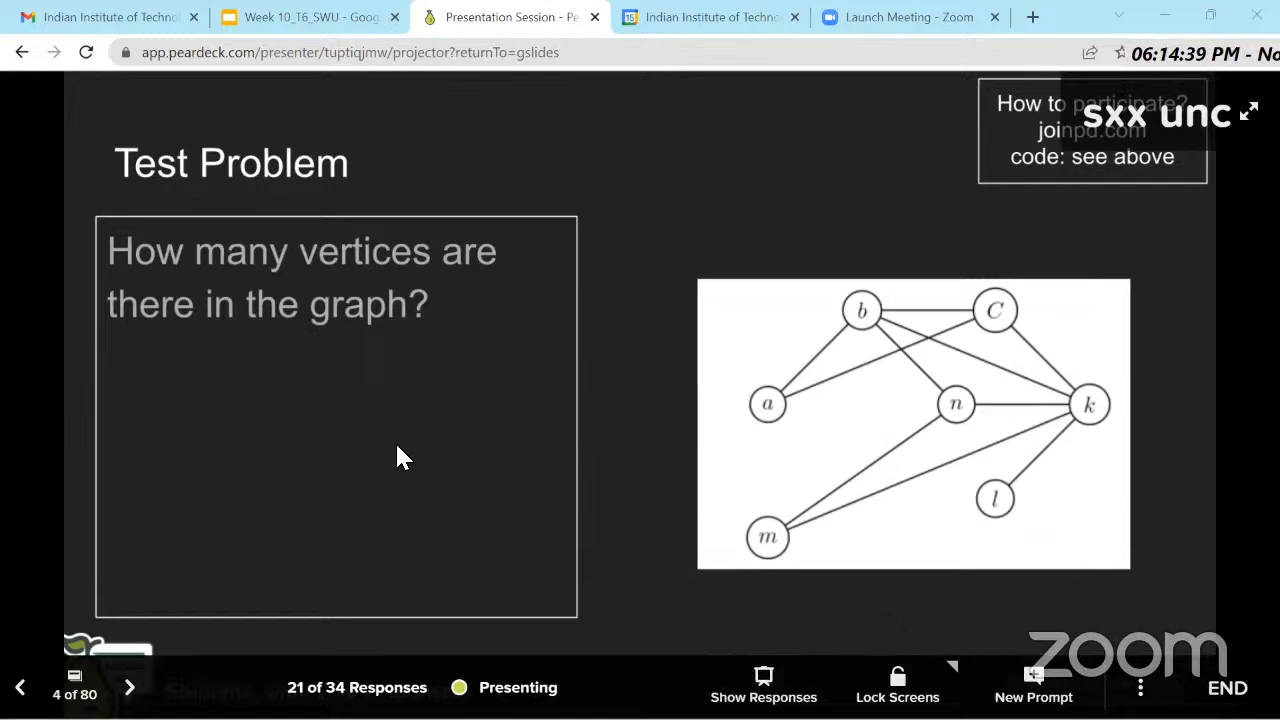 Indian Institute of Technol
Week 10_T6_SWU - Goog
Presentation Session - Pe
15
Indian Institute of Techno
Launch Meeting - Zoom
app.peardeck.com/presenter/tuptiqjmw/projector?returnTo=gslides
06:14:39 PM - No
How to participate?
joinpd.com
code: see above
sxx unc
Test Problem
How many vertices are
there in the graph?
b
C
a
n
k
l
m
zoom
4 of 80
21 of 34 Responses
Presenting
Show Responses
Lock Screens
New Prompt
END